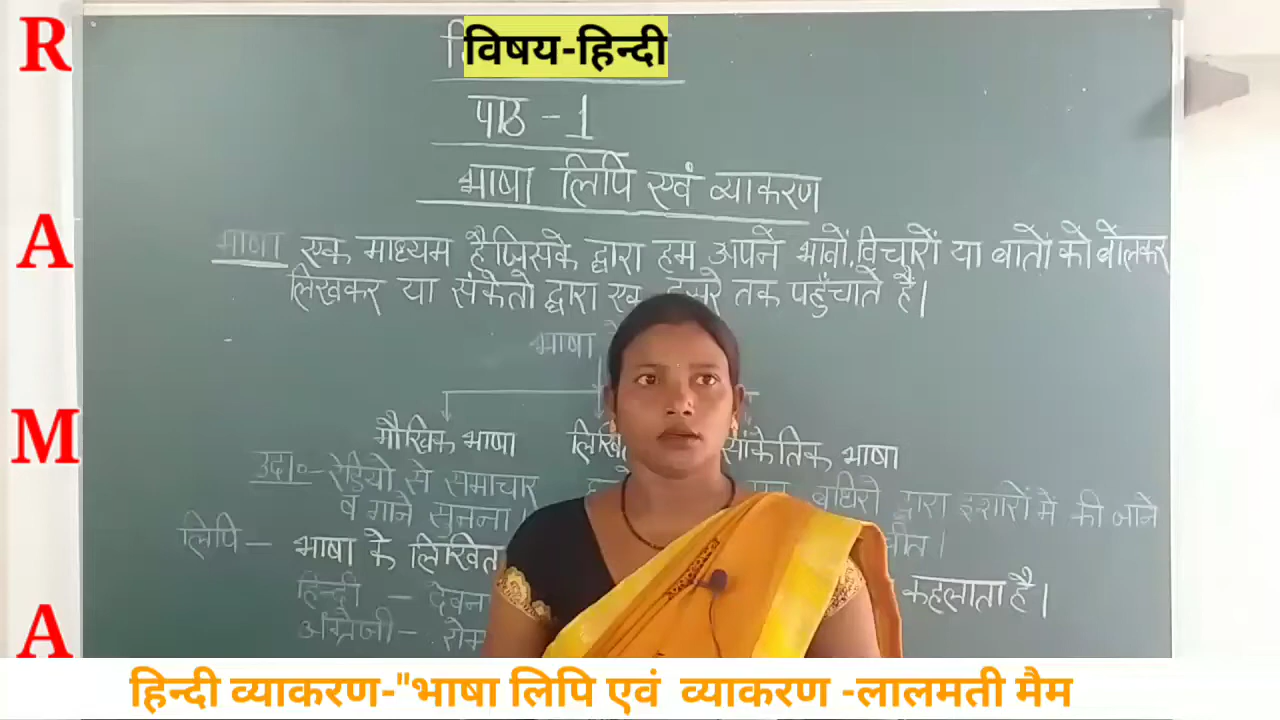 R
A
M
A
विषय-हिन्दी
पाठ - 1
भाषा लिपि एवं व्याकरण
भाषा एक माध्यम है जिसके द्वारा हम अपने भावों, विचारों या बातों को बोलकर
लिखकर या संकेतो द्वारा एक दूसरे तक पहुँचाते हैं।
भाषा
मौखिक भाषा सांकेतिक भाषा
उदा०- रेडियो से समाचार बधिरो द्वारा इशारों में की जाने
व गाने सुनना।
लिपि - भाषा के लिखित कहलाता है।
हिन्दी -
अंग्रेजी -
हिन्दी व्याकरण-"भाषा लिपि एवं व्याकरण -लालमती मैम